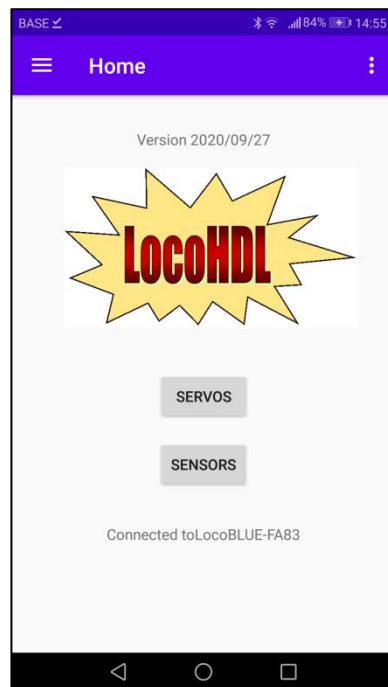 BASE 84% 14:55
Home
Version 2020/09/27
LOCOHDL
SERVOS
SENSORS
Connected toLocoBLUE-FA83